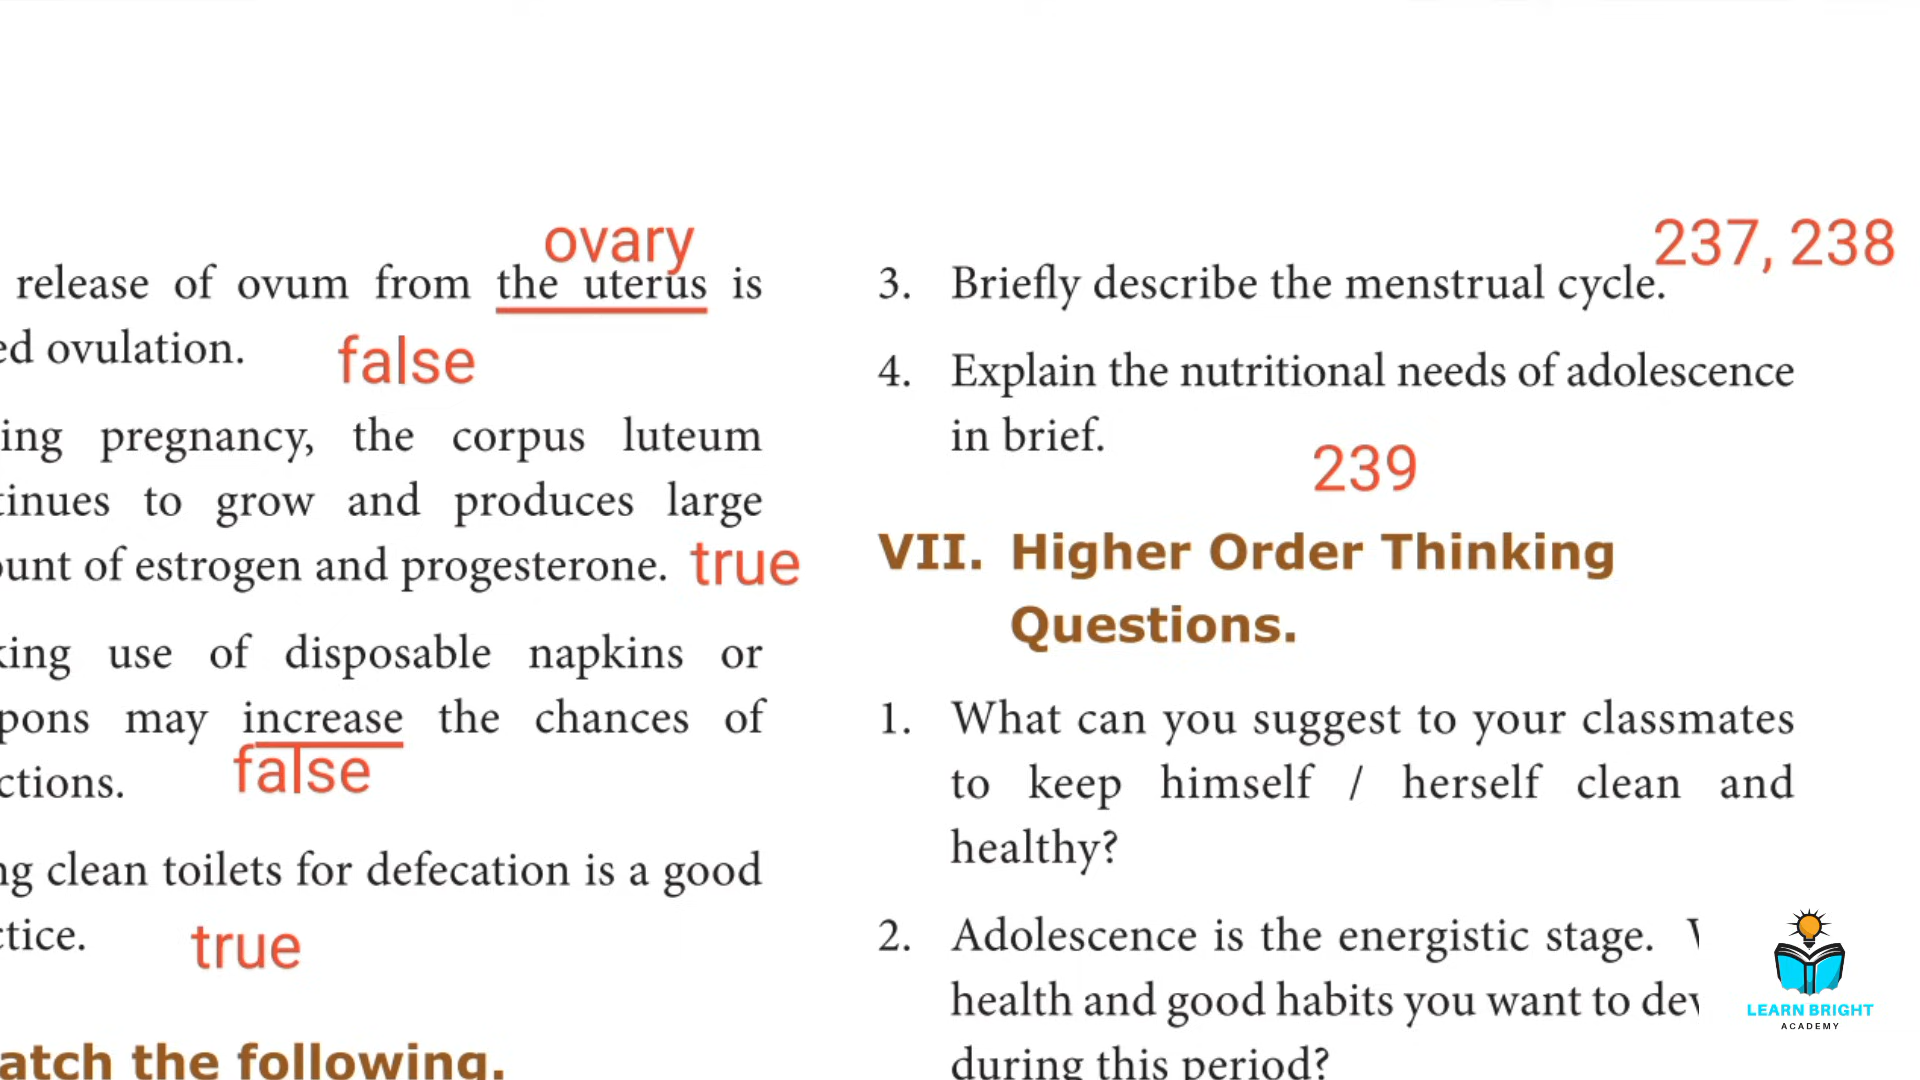 ovary
release of ovum from the uterus is
ed ovulation.
false
ing pregnancy, the corpus luteum
tinues to grow and produces large
ount of estrogen and progesterone. true
king use of disposable napkins or
pons may increase the chances of
ctions. false
ng clean toilets for defecation is a good
ctice. true
atch the following.
237, 238
3. Briefly describe the menstrual cycle.
4. Explain the nutritional needs of adolescence
in brief.
239
VII. Higher Order Thinking
Questions.
1. What can you suggest to your classmates
to keep himself / herself clean and
healthy?
2. Adolescence is the energistic stage.
health and good habits you want to dev
during this period?
LEARN BRIGHT
ACADEMY